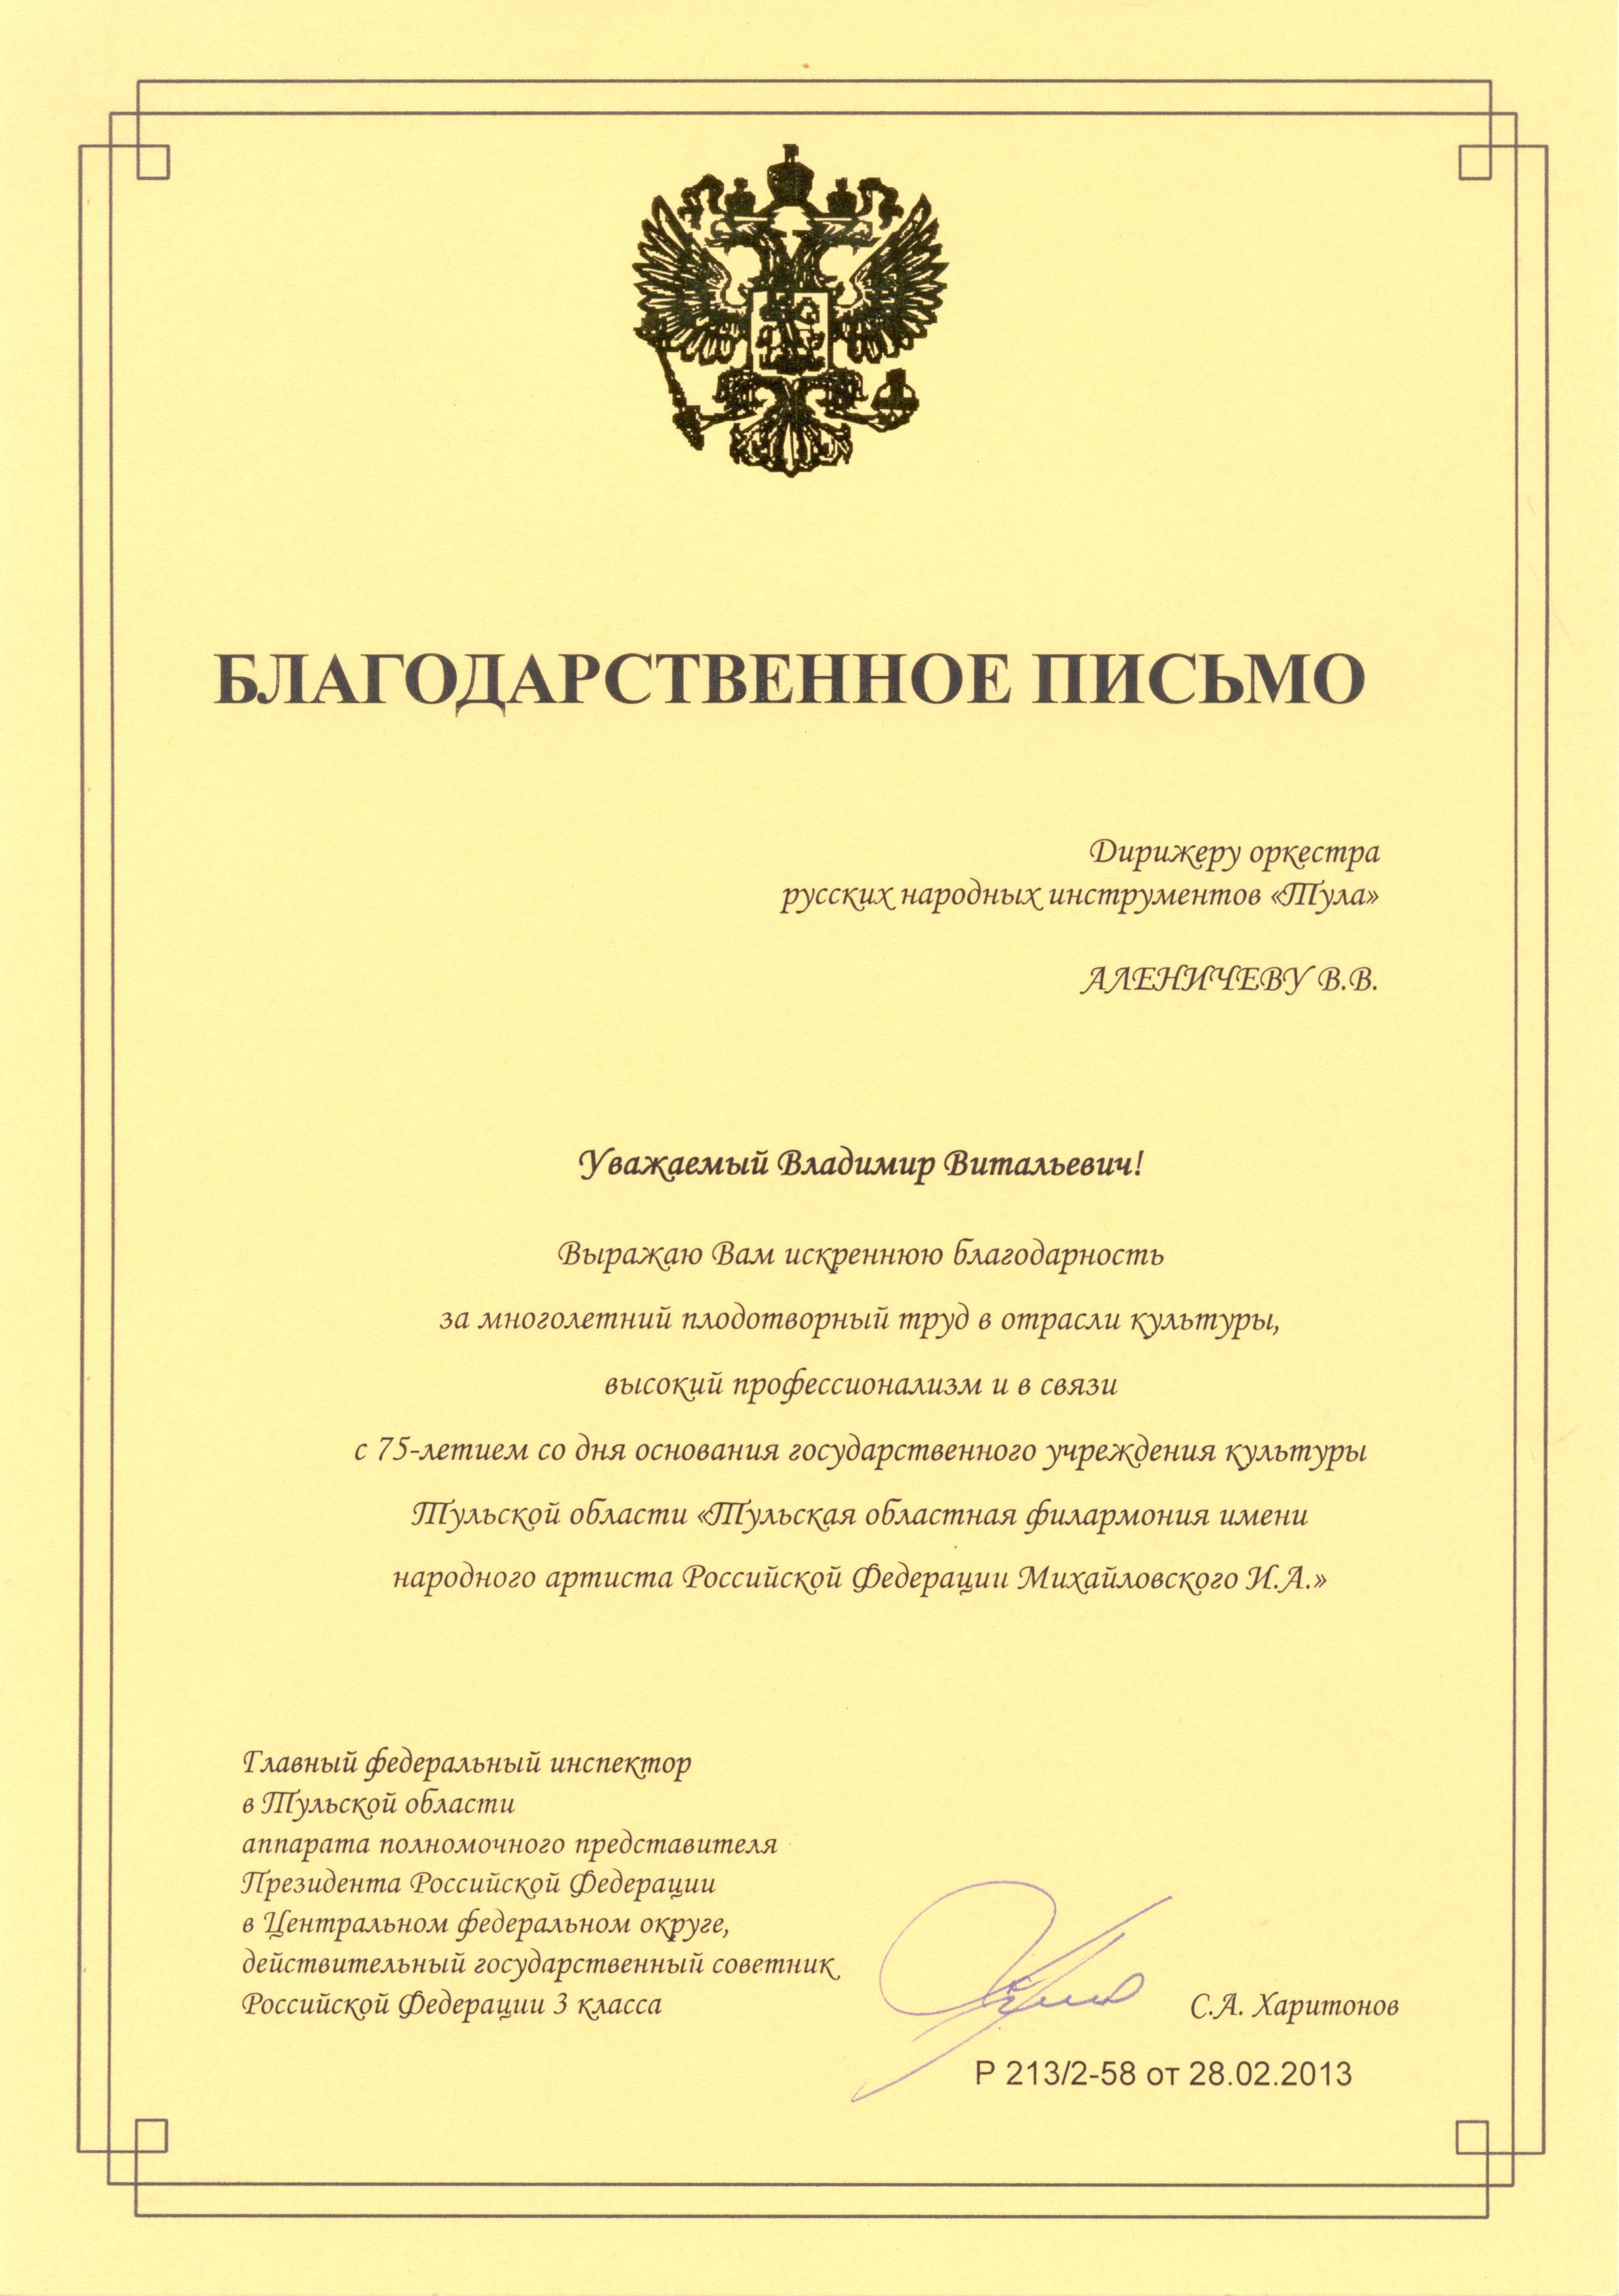 БЛАГОДАРСТВЕННОЕ ПИСЬМО
Дирижеру оркестра
русских народных инструментов «Тула»
АЛЕНИЧЕВУ В.В.
Уважаемый Владимир Витальевич!
Выражаю Вам искреннюю благодарность
за многолетний плодотворный труд в отрасли культуры,
высокий профессионализм и в связи
с 75-летием со дня основания государственного учреждения культуры
Тульской области «Тульская областная филармония имени
народного артиста Российской Федерации Михайловского И.А.»
Главный федеральный инспектор
в Тульской области
аппарата полномочного представителя
Президента Российской Федерации
в Центральном федеральном округе,
действительный государственный советник
Российской Федерации 3 класса
С.А. Харитонов
Р 213/2-58 от 28.02.2013